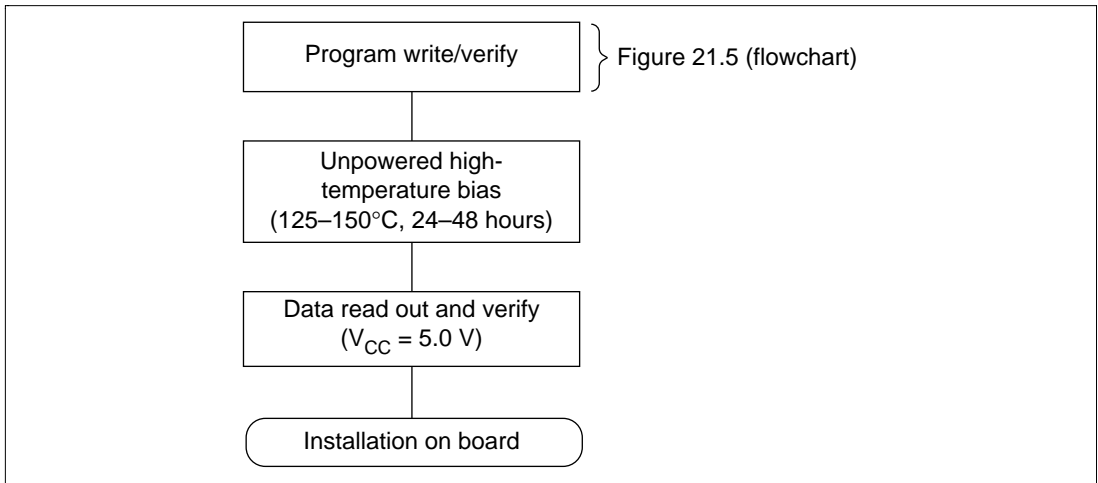 Program write/verify
Figure 21.5 (flowchart)
Unpowered high-
temperature bias
(125–150°C, 24–48 hours)
Data read out and verify
(VCC = 5.0 V)
Installation on board